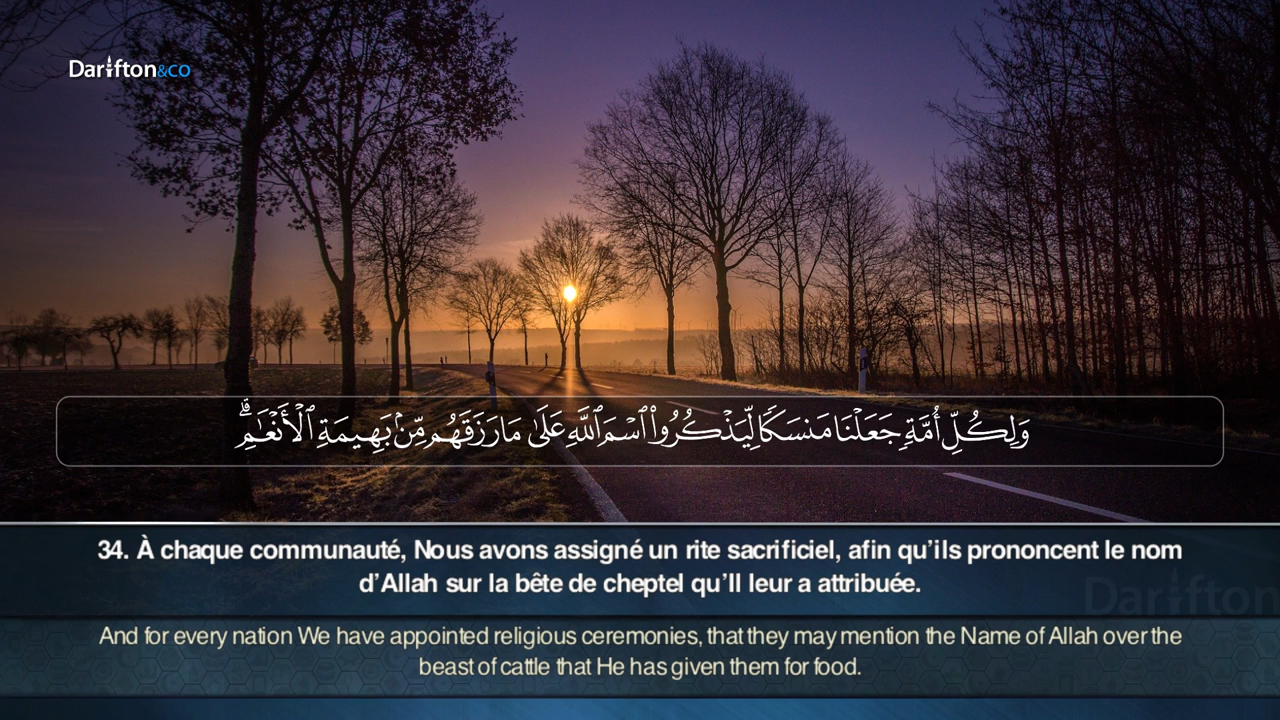 Darifton&co
وَلِكُلِّ أُمَّةٍ جَعَلْنَا مَنسَكًا لِّيَذْكُرُوا۟ ٱسْمَ ٱللَّهِ عَلَىٰ مَا رَزَقَهُم مِّنۢ بَهِيمَةِ ٱلْأَنْعَـٰمِ ۗ
34. À chaque communauté, Nous avons assigné un rite sacrificiel, afin qu’ils prononcent le nom
d’Allah sur la bête de cheptel qu’Il leur a attribuée.
Darifton
And for every nation We have appointed religious ceremonies, that they may mention the Name of Allah over the
beast of cattle that He has given them for food.